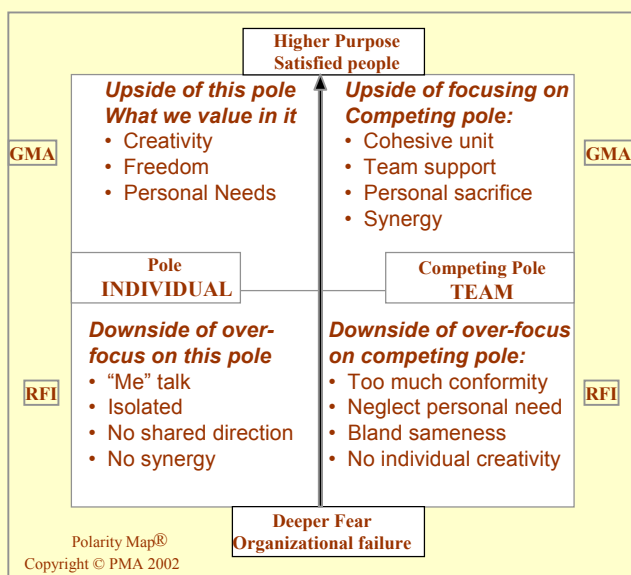 Higher Purpose
Satisfied people
Upside of this pole
What we value in it
• Creativity
• Freedom
• Personal Needs
Upside of focusing on
Competing pole:
• Cohesive unit
• Team support
• Personal sacrifice
• Synergy
GMA
GMA
Pole
INDIVIDUAL
Competing Pole
TEAM
Downside of over-
focus on this pole
• “Me” talk
• Isolated
• No shared direction
• No synergy
Downside of over-focus
on competing pole:
• Too much conformity
• Neglect personal need
• Bland sameness
• No individual creativity
RFI
RFI
Deeper Fear
Organizational failure
Polarity Map®
Copyright © PMA 2002